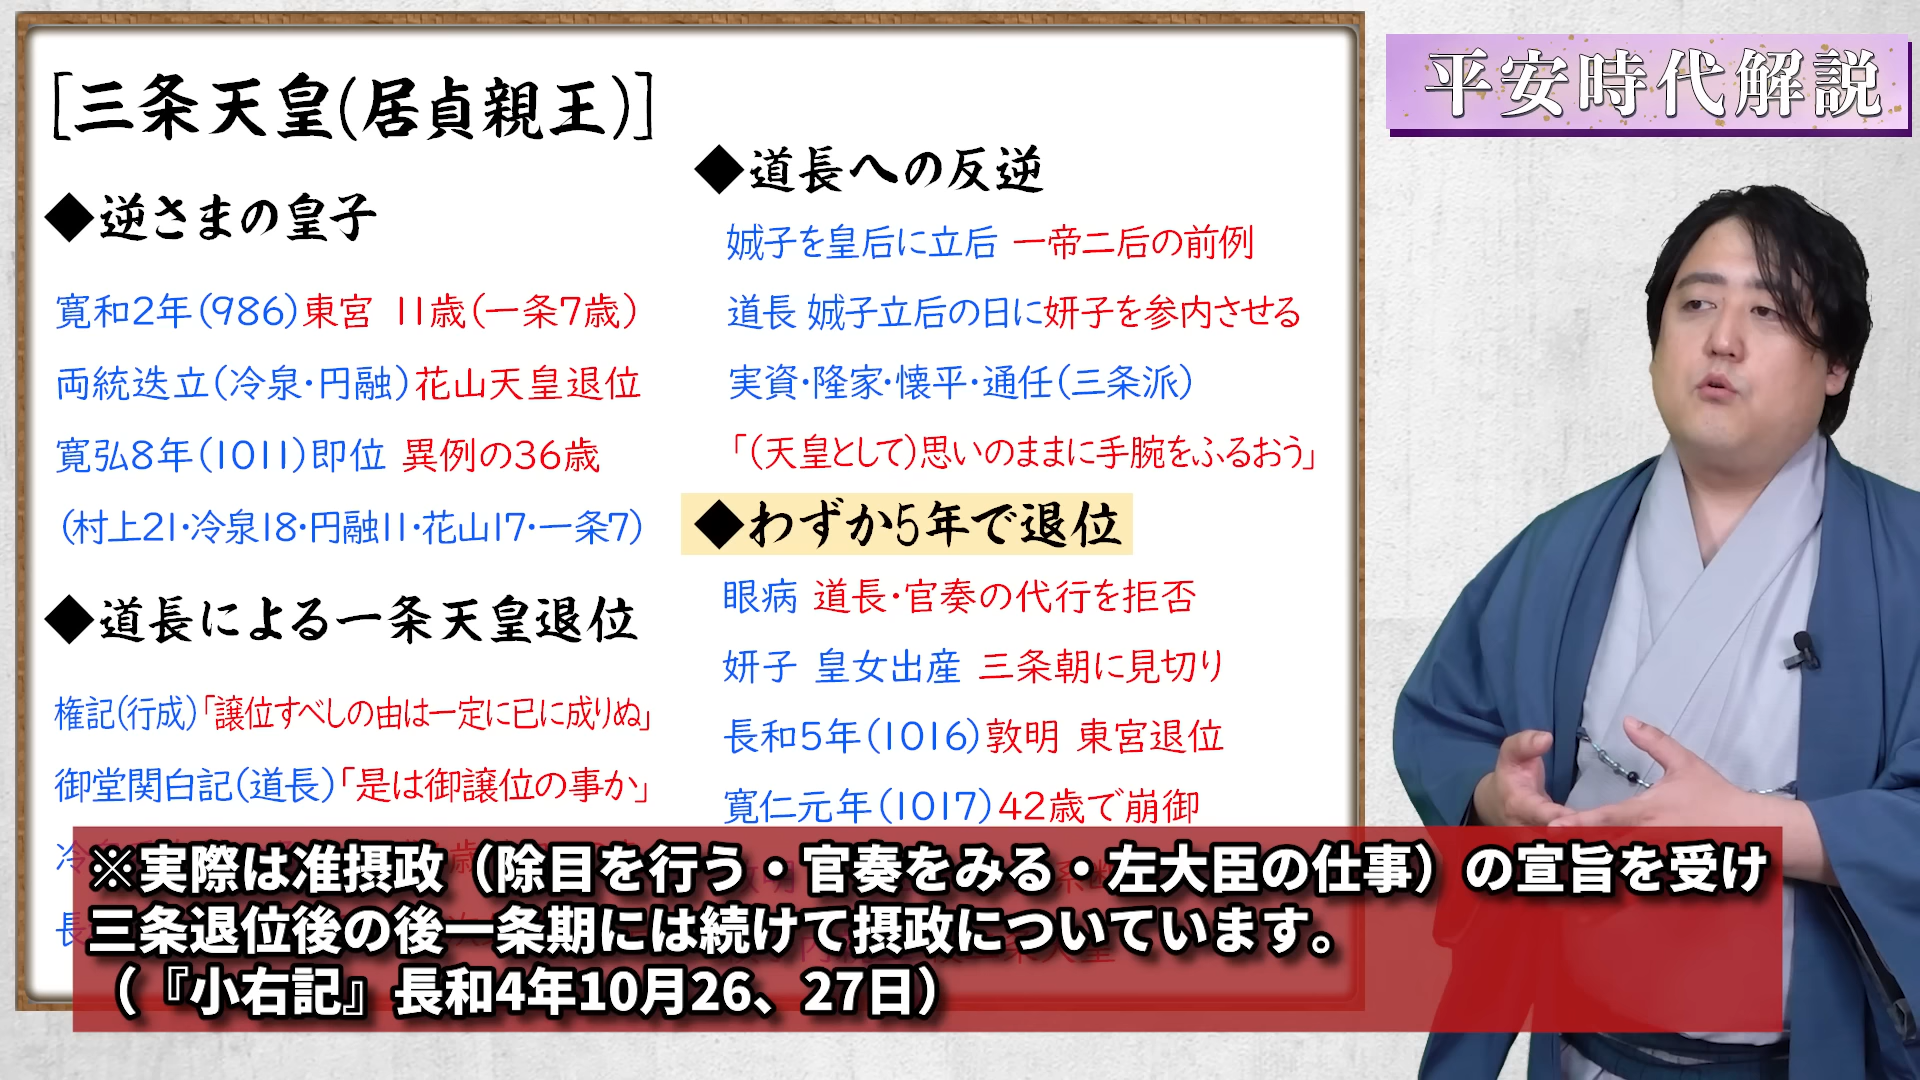 平安時代解説
[三条天皇(居貞親王)]
◆逆さまの皇子
寛和2年(986)東宮 11歳(一条7歳)
両統迭立(冷泉・円融)花山天皇退位
寛弘8年(1011)即位 異例の36歳
(村上21・冷泉18・円融11・花山17・一条7)
◆道長による一条天皇退位
権記(行成)「譲位すべしの由は一定に已に成りぬ」
御堂関白記(道長)「是は御譲位の事か」
◆道長への反逆
娍子を皇后に立后 一帝二后の前例
道長 娍子立后の日に妍子を参内させる
実資・隆家・懐平・通任(三条派)
「(天皇として)思いのままに手腕をふるおう」
◆わずか5年で退位
眼病 道長・官奏の代行を拒否
妍子 皇女出産 三条朝に見切り
長和5年(1016)敦明 東宮退位
寛仁元年(1017)42歳で崩御
※実際は准摂政（除目を行う・官奏をみる・左大臣の仕事）の宣旨を受け
三条退位後の後一条期には続けて摂政についています。
（『小右記』長和4年10月26、27日）